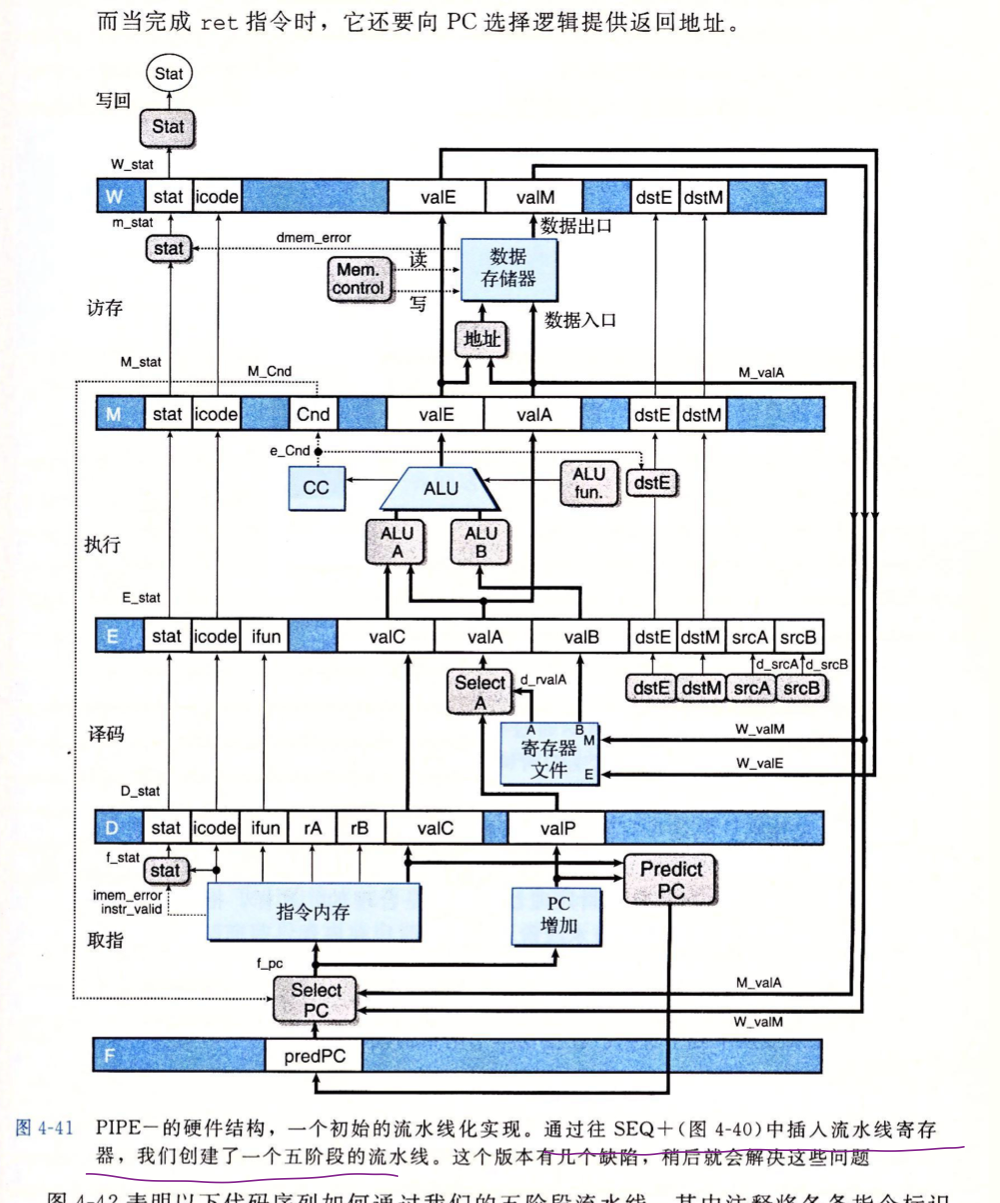 而当完成 ret 指令时，它还要向 PC 选择逻辑提供返回地址。
Stat
写回
Stat
W_stat
W stat icode valE valM dstE dstM
m_stat
数据出口
stat
dmem_error
数据
存储器
Mem.
control
读
写
访存
地址
数据入口
M_stat
M_Cnd
M_valA
M stat icode Cnd valE valA dstE dstM
e_Cnd
CC
ALU
ALU
fun.
dstE
ALU
A
ALU
B
执行
E_stat
E stat icode ifun valC valA valB dstE dstM srcA srcB
d_srcA d_srcB
Select
A
d_rvalA
dstE dstM srcA srcB
A B
M
寄存器
文件
E
W_valM
W_valE
译码
D_stat
D stat icode ifun rA rB valC valP
f_stat
stat
Predict
PC
imem_error
instr_valid
指令内存
PC
增加
取指
f_pc
Select
PC
M_valA
W_valM
F predPC
图 4-41 PIPE－的硬件结构，一个初始的流水线化实现。通过往 SEQ+(图 4-40)中插入流水线寄存
器，我们创建了一个五阶段的流水线。这个版本有几个缺陷，稍后就会解决这些问题
图 4-42 表明以下代码序列如何通过我们的五阶段流水线，其中注释将各条指令标识